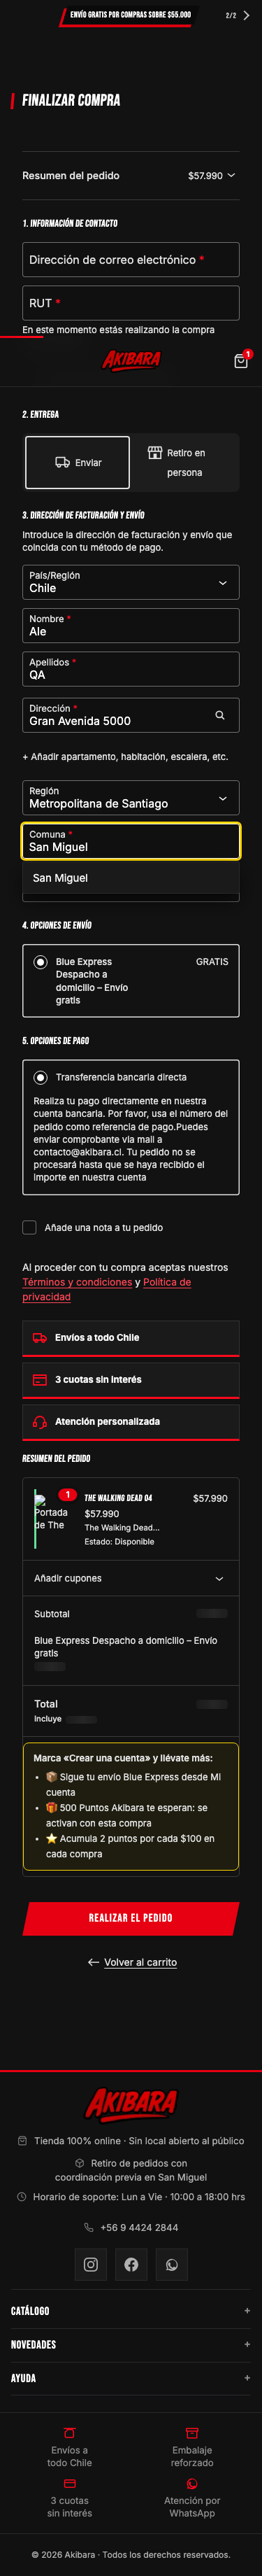 ENVÍO GRATIS POR COMPRAS SOBRE $55.000
2/2
FINALIZAR COMPRA
Resumen del pedido
$57.990
1. INFORMACIÓN DE CONTACTO
Dirección de correo electrónico *
RUT *
En este momento estás realizando la compra
AKIBARA
1
2. ENTREGA
Enviar
Retiro en
persona
3. DIRECCIÓN DE FACTURACIÓN Y ENVÍO
Introduce la dirección de facturación y envío que
coincida con tu método de pago.
País/Región
Chile
Nombre *
Ale
Apellidos *
QA
Dirección *
Gran Avenida 5000
+ Añadir apartamento, habitación, escalera, etc.
Región
Metropolitana de Santiago
Comuna *
San Miguel
San Miguel
4. OPCIONES DE ENVÍO
Blue Express
Despacho a
domicilio – Envío
gratis
GRATIS
5. OPCIONES DE PAGO
Transferencia bancaria directa
Realiza tu pago directamente en nuestra
cuenta bancaria. Por favor, usa el número del
pedido como referencia de pago.Puedes
enviar comprobante via mail a
contacto@akibara.cl. Tu pedido no se
procesará hasta que se haya recibido el
importe en nuestra cuenta
Añade una nota a tu pedido
Al proceder con tu compra aceptas nuestros
Términos y condiciones y Política de
privacidad
Envíos a todo Chile
3 cuotas sin interés
Atención personalizada
RESUMEN DEL PEDIDO
Portada
de The
1
THE WALKING DEAD 04
$57.990
$57.990
The Walking Dead...
Estado: Disponible
Añadir cupones
Subtotal
Blue Express Despacho a domicilio – Envío
gratis
Total
Incluye
Marca «Crear una cuenta» y llévate más:
• 📦 Sigue tu envío Blue Express desde Mi
cuenta
• 🎁 500 Puntos Akibara te esperan: se
activan con esta compra
• ⭐ Acumula 2 puntos por cada $100 en
cada compra
REALIZAR EL PEDIDO
Volver al carrito
AKIBARA
Tienda 100% online · Sin local abierto al público
Retiro de pedidos con
coordinación previa en San Miguel
Horario de soporte: Lun a Vie · 10:00 a 18:00 hrs
+56 9 4424 2844
CATÁLOGO
+
NOVEDADES
+
AYUDA
+
Envíos a
todo Chile
Embalaje
reforzado
3 cuotas
sin interés
Atención por
WhatsApp
© 2026 Akibara · Todos los derechos reservados.